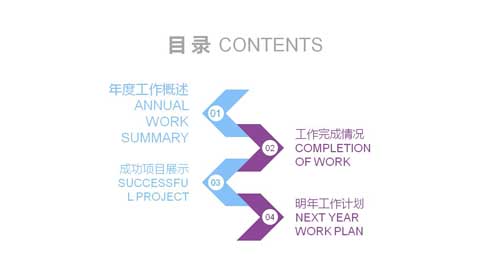 目录 CONTENTS
年度工作概述
ANNUAL
WORK
SUMMARY
01
工作完成情况
COMPLETION
OF WORK
02
成功项目展示
SUCCESSFU
L PROJECT
03
明年工作计划
NEXT YEAR
WORK PLAN
04